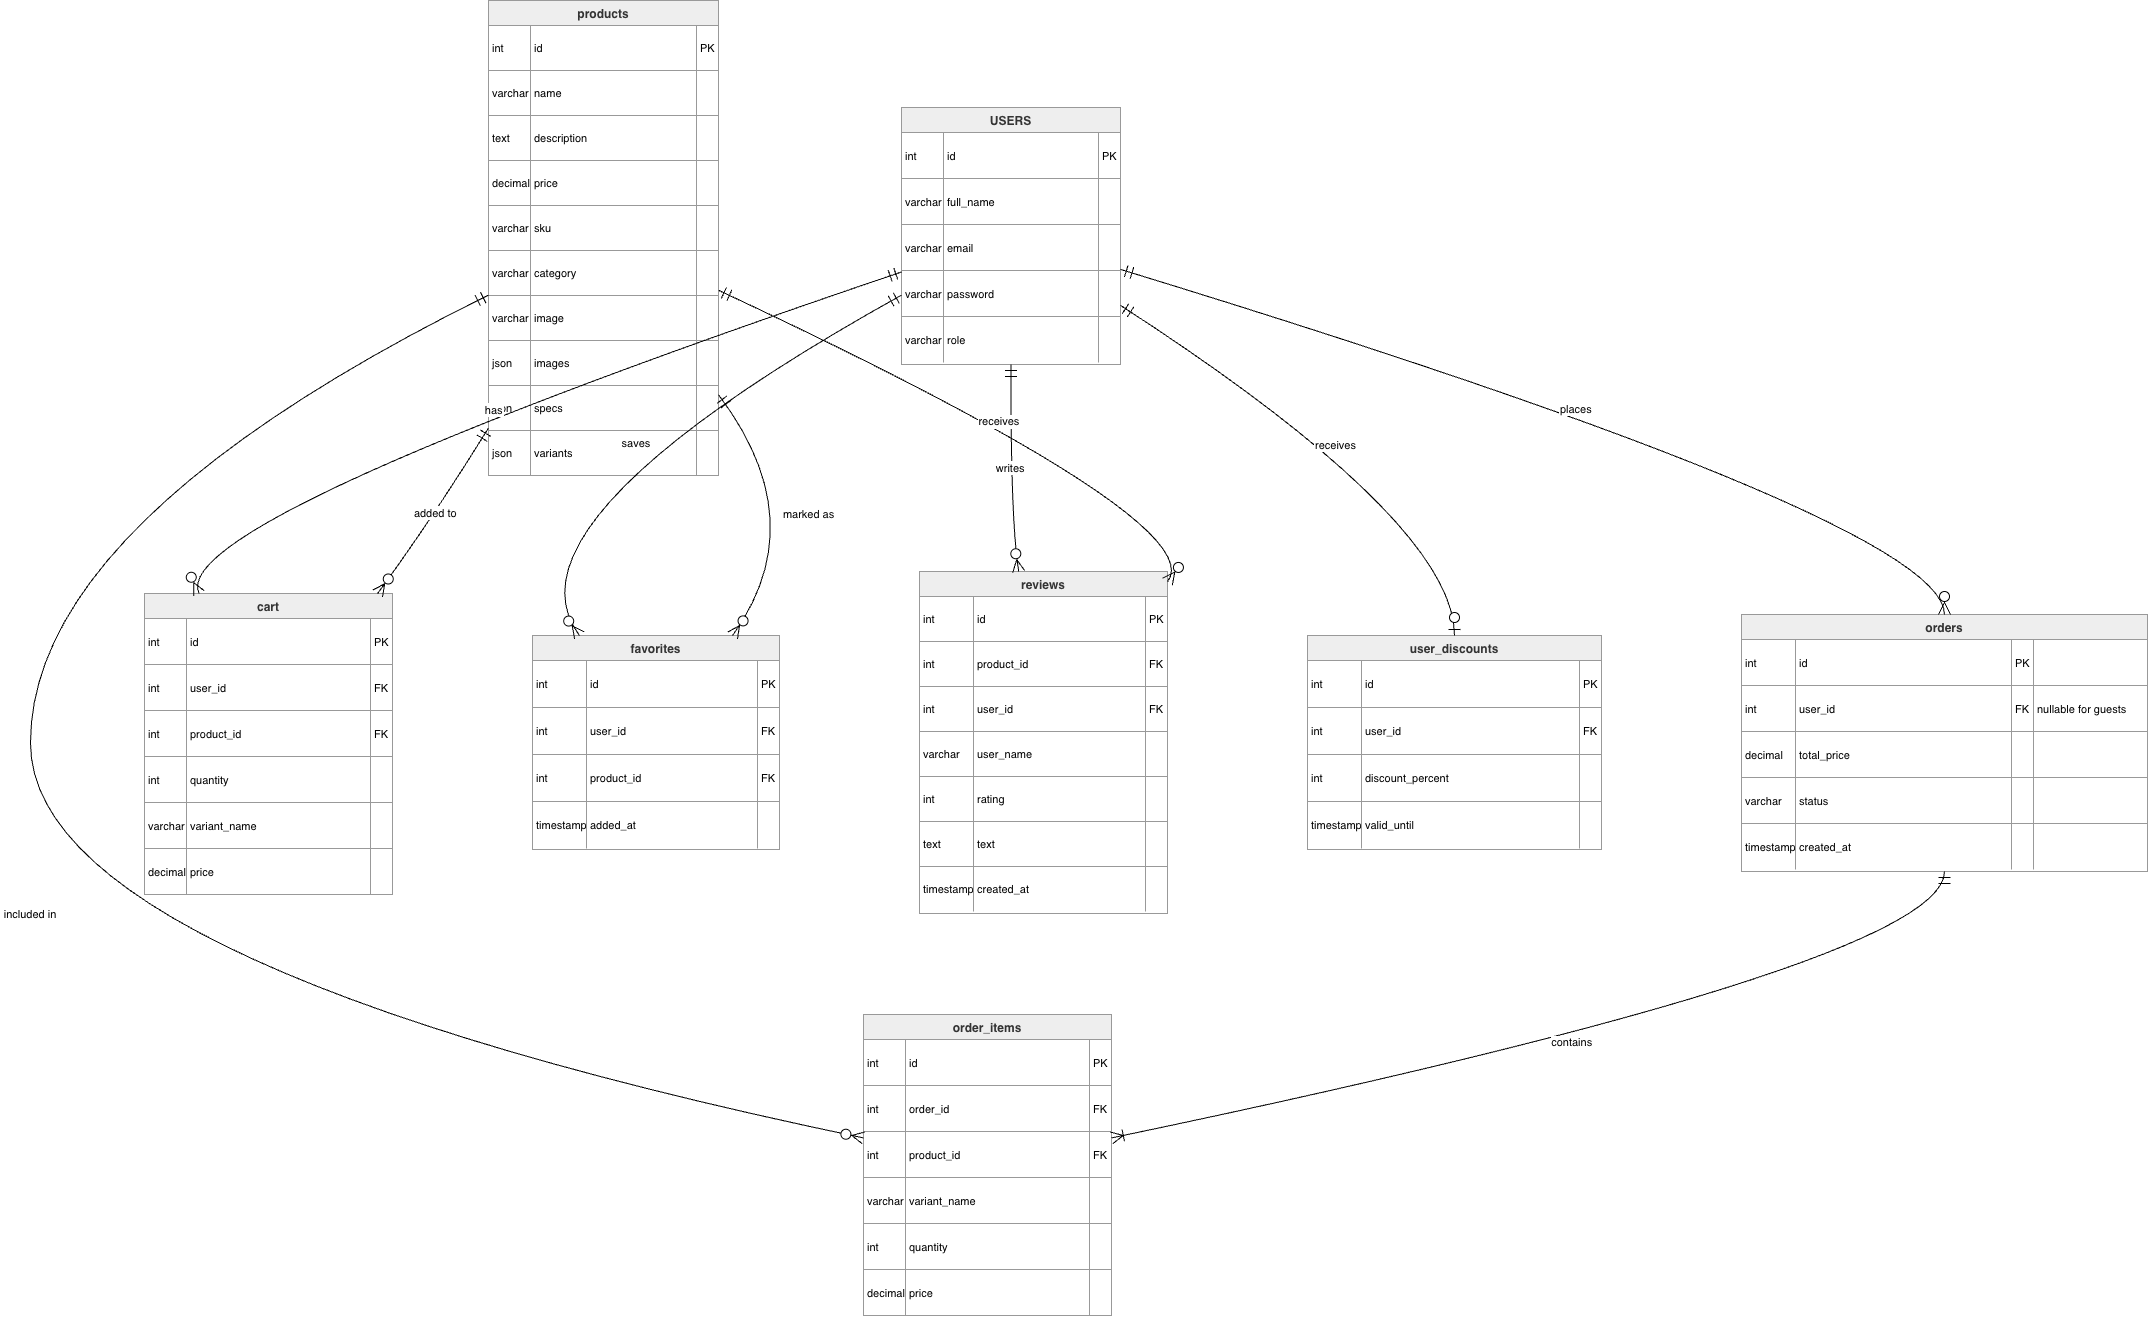 products
int id PK
varchar name
text description
decimal price
varchar sku
varchar category
varchar image
json images
specs
json variants
USERS
int id PK
varchar full_name
varchar email
varchar password
varchar role
has
saves
added to
marked as
receives
writes
receives
places
cart
int id PK
int user_id FK
int product_id FK
int quantity
varchar variant_name
decimal price
favorites
int id PK
int user_id FK
int product_id FK
timestamp added_at
reviews
int id PK
int product_id FK
int user_id FK
varchar user_name
int rating
text text
timestamp created_at
user_discounts
int id PK
int user_id FK
int discount_percent
timestamp valid_until
orders
int id PK
int user_id FK nullable for guests
decimal total_price
varchar status
timestamp created_at
included in
contains
order_items
int id PK
int order_id FK
int product_id FK
varchar variant_name
int quantity
decimal price